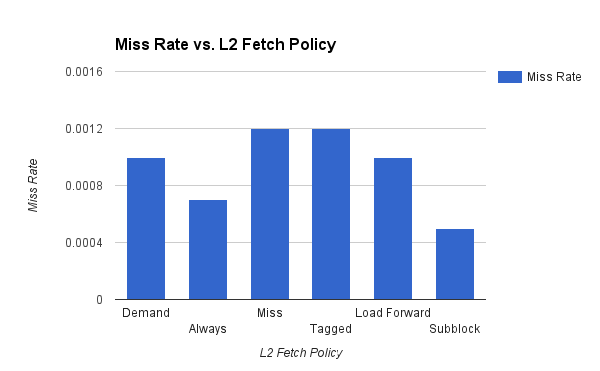 Miss Rate vs. L2 Fetch Policy
0.0016
Miss Rate
0.0012
0.0008
0.0004
0
Miss Rate
Demand
Always
Miss
Tagged
Load Forward
Subblock
L2 Fetch Policy